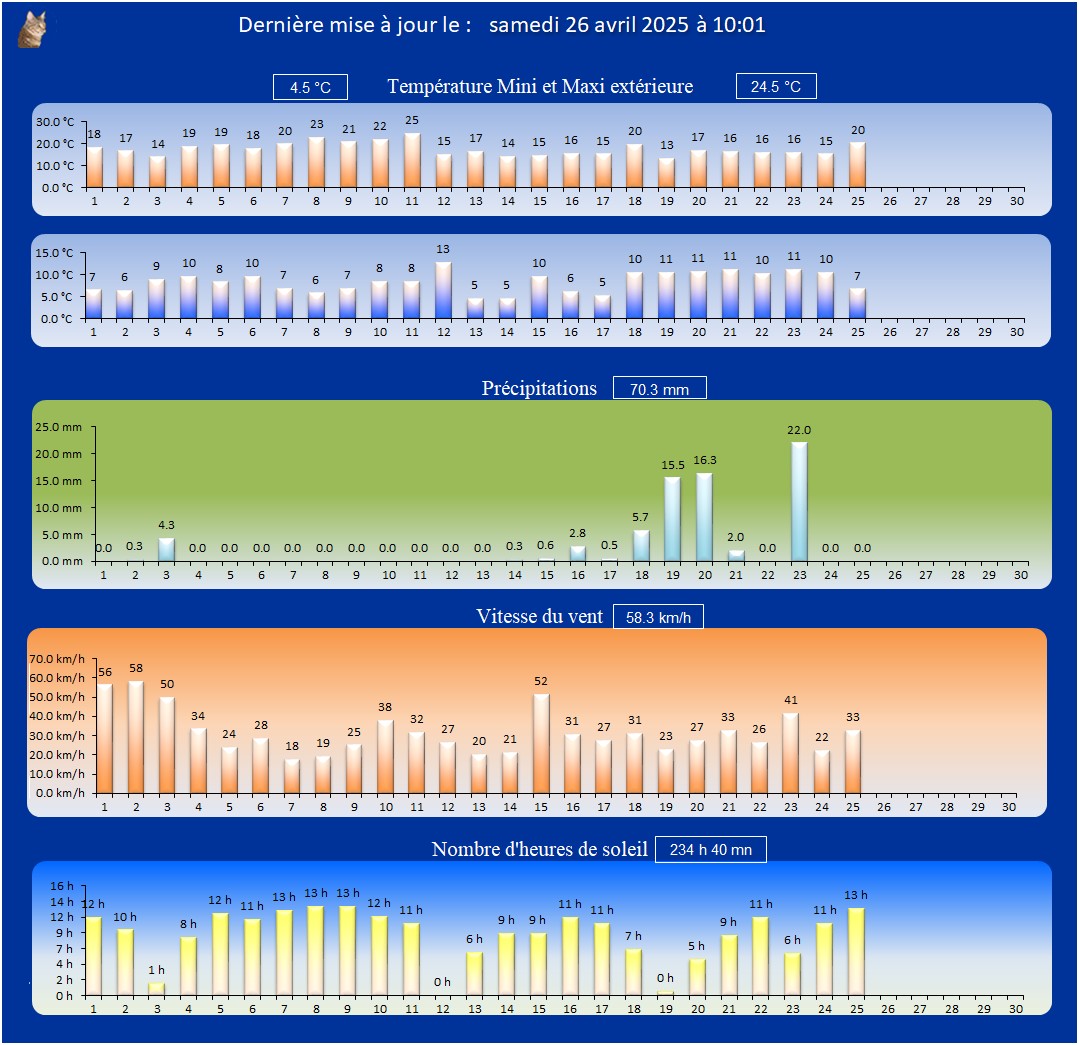 Dernière mise à jour le : samedi 26 avril 2025 à 10:01
4.5 °C Température Mini et Maxi extérieure 24.5 °C
30.0 °C
20.0 °C
10.0 °C
0.0 °C
18 17 14 19 19 18 20 23 21 22 25 15 17 14 15 16 15 20 13 17 16 16 16 15 20
1 2 3 4 5 6 7 8 9 10 11 12 13 14 15 16 17 18 19 20 21 22 23 24 25 26 27 28 29 30
15.0 °C
10.0 °C
5.0 °C
0.0 °C
7 6 9 10 8 10 7 6 7 8 8 13 5 5 10 6 5 10 11 11 11 10 11 10 7
1 2 3 4 5 6 7 8 9 10 11 12 13 14 15 16 17 18 19 20 21 22 23 24 25 26 27 28 29 30
Précipitations 70.3 mm
25.0 mm
20.0 mm
15.0 mm
10.0 mm
5.0 mm
0.0 mm
0.0 0.3 4.3 0.0 0.0 0.0 0.0 0.0 0.0 0.0 0.0 0.0 0.0 0.3 0.6 2.8 0.5 5.7 15.5 16.3 2.0 0.0 22.0 0.0 0.0
1 2 3 4 5 6 7 8 9 10 11 12 13 14 15 16 17 18 19 20 21 22 23 24 25 26 27 28 29 30
Vitesse du vent 58.3 km/h
70.0 km/h
60.0 km/h
50.0 km/h
40.0 km/h
30.0 km/h
20.0 km/h
10.0 km/h
0.0 km/h
56 58 50 34 24 28 18 19 25 38 32 27 20 21 52 31 27 31 23 27 33 26 41 22 33
1 2 3 4 5 6 7 8 9 10 11 12 13 14 15 16 17 18 19 20 21 22 23 24 25 26 27 28 29 30
Nombre d'heures de soleil 234 h 40 mn
16 h
14 h
12 h
9 h
7 h
4 h
2 h
0 h
12 h 10 h 1 h 8 h 12 h 11 h 13 h 13 h 13 h 12 h 11 h 0 h 6 h 9 h 9 h 11 h 11 h 7 h 0 h 5 h 9 h 11 h 6 h 11 h 13 h
1 2 3 4 5 6 7 8 9 10 11 12 13 14 15 16 17 18 19 20 21 22 23 24 25 26 27 28 29 30